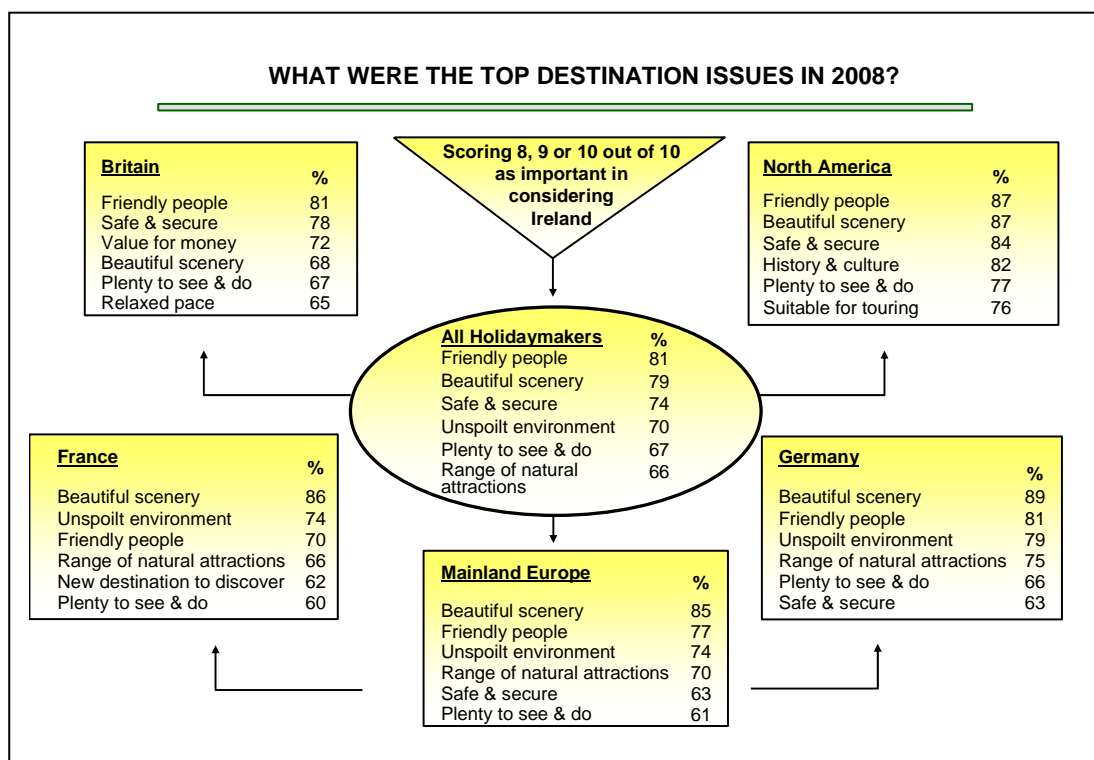 WHAT WERE THE TOP DESTINATION ISSUES IN 2008?
Scoring 8, 9 or 10 out of 10
as important in
considering
Ireland
Britain
%
Friendly people 81
Safe & secure 78
Value for money 72
Beautiful scenery 68
Plenty to see & do 67
Relaxed pace 65
North America
%
Friendly people 87
Beautiful scenery 87
Safe & secure 84
History & culture 82
Plenty to see & do 77
Suitable for touring 76
All Holidaymakers %
Friendly people 81
Beautiful scenery 79
Safe & secure 74
Unspoilt environment 70
Plenty to see & do 67
Range of natural 66
attractions
France
%
Beautiful scenery 86
Unspoilt environment 74
Friendly people 70
Range of natural attractions 66
New destination to discover 62
Plenty to see & do 60
Germany
%
Beautiful scenery 89
Friendly people 81
Unspoilt environment 79
Range of natural attractions 75
Plenty to see & do 66
Safe & secure 63
Mainland Europe
%
Beautiful scenery 85
Friendly people 77
Unspoilt environment 74
Range of natural attractions 70
Safe & secure 63
Plenty to see & do 61